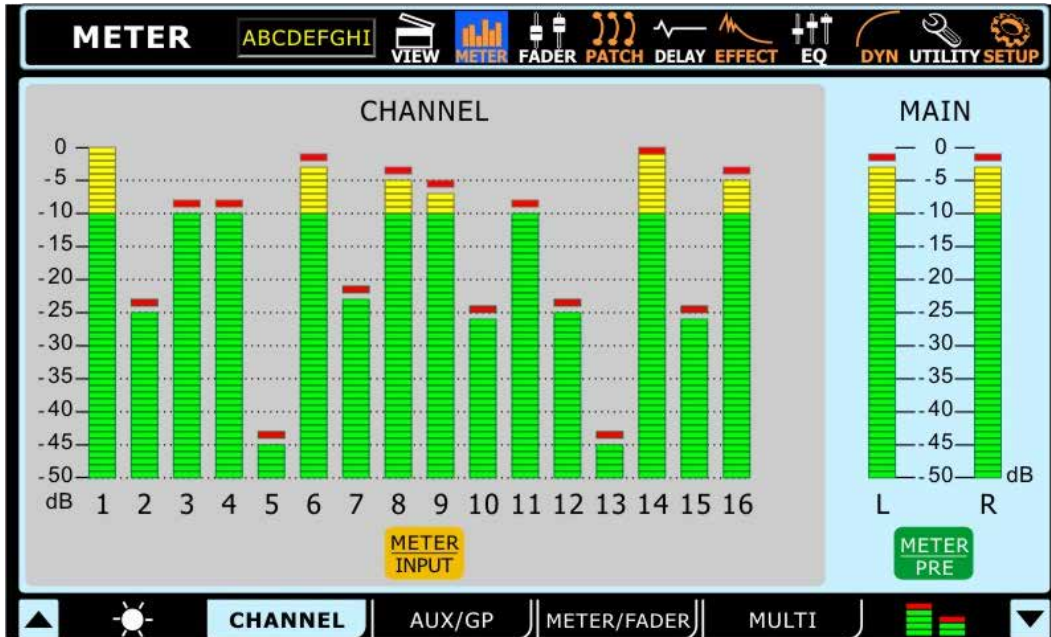 METER ABCDEFGHI VIEW METER FADER PATCH DELAY EFFECT EQ DYN UTILITY SETUP
CHANNEL
0
-5
-10
-15
-20
-25
-30
-35
-40
-45
-50
dB 1 2 3 4 5 6 7 8 9 10 11 12 13 14 15 16
METER
INPUT
MAIN
0
-5
-10
-15
-20
-25
-30
-35
-40
-45
-50 dB
L R
METER
PRE
CHANNEL AUX/GP METER/FADER MULTI